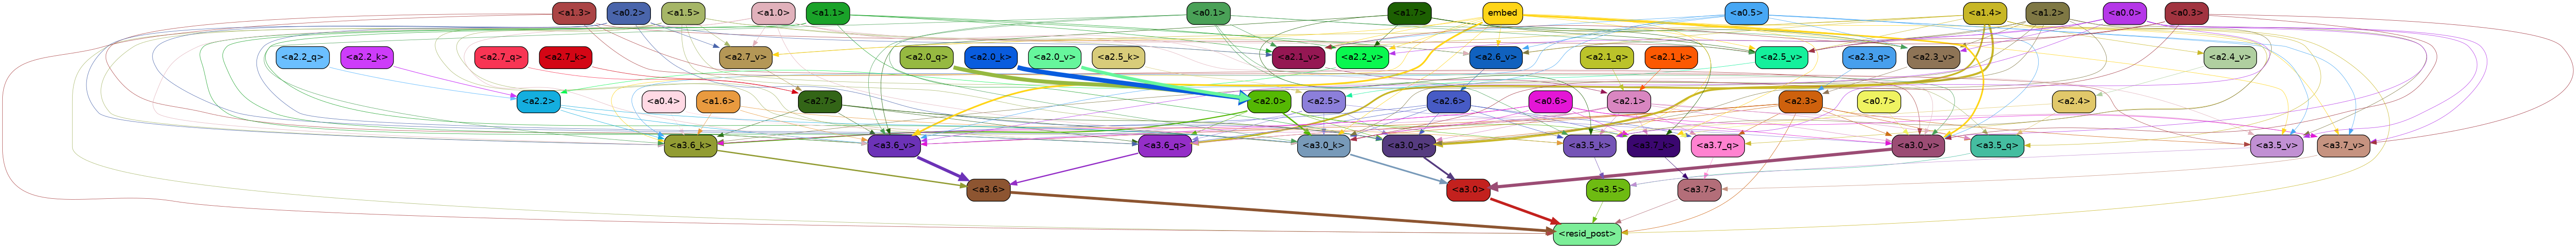 <a1.3> <a0.2> <a1.5> <a1.0> <a1.1> <a0.1> <a1.7> embed <a0.5> <a1.4> <a1.2> <a0.0> <a0.3>
<a2.2_q> <a2.2_k> <a2.7_q> <a2.7_k> <a2.7_v> <a2.0_q> <a2.0_k> <a2.0_v> <a2.5_k> <a2.1_v> <a2.2_v> <a2.6_v> <a2.1_q> <a2.1_k> <a2.5_v> <a2.3_q> <a2.3_v> <a2.4_v>
<a2.2> <a0.4> <a1.6> <a2.7> <a2.0> <a2.5> <a2.6> <a0.6> <a2.1> <a2.3> <a0.7> <a2.4>
<a3.6_k> <a3.6_v> <a3.6_q> <a3.0_k> <a3.0_q> <a3.5_k> <a3.7_k> <a3.7_q> <a3.0_v> <a3.5_q> <a3.5_v> <a3.7_v>
<a3.6> <a3.0> <a3.5> <a3.7>
<resid_post>